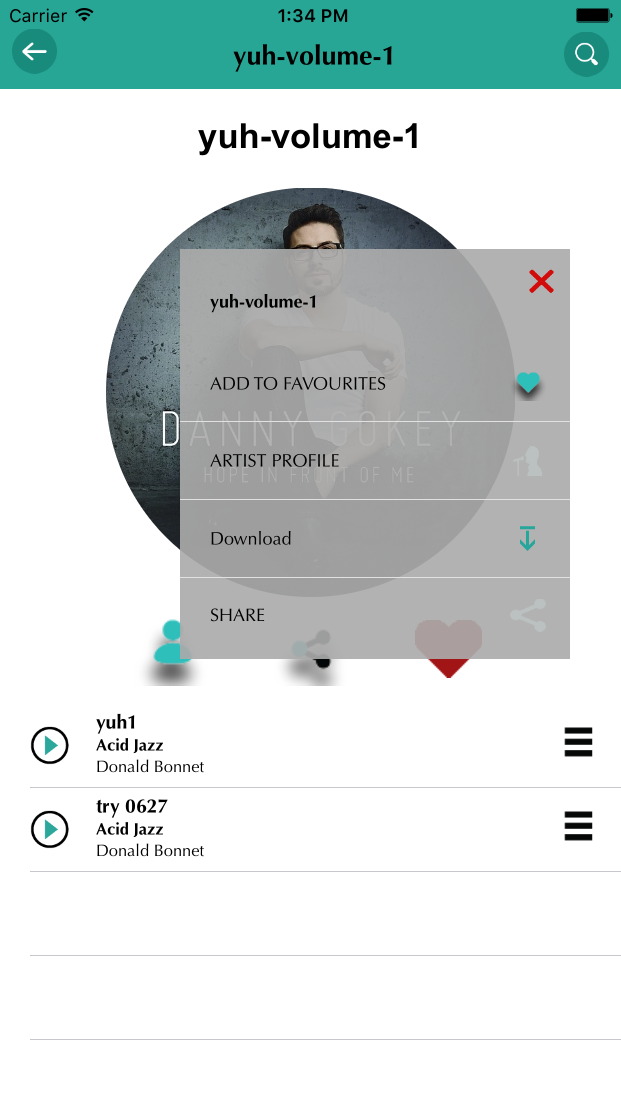 Carrier 1:34 PM
yuh-volume-1
yuh-volume-1
yuh-volume-1
ADD TO FAVOURITES
DANNY GOKEY
ARTIST PROFILE
HOPE IN FRONT OF ME
Download
SHARE
yuh1
Acid Jazz
Donald Bonnet
try 0627
Acid Jazz
Donald Bonnet